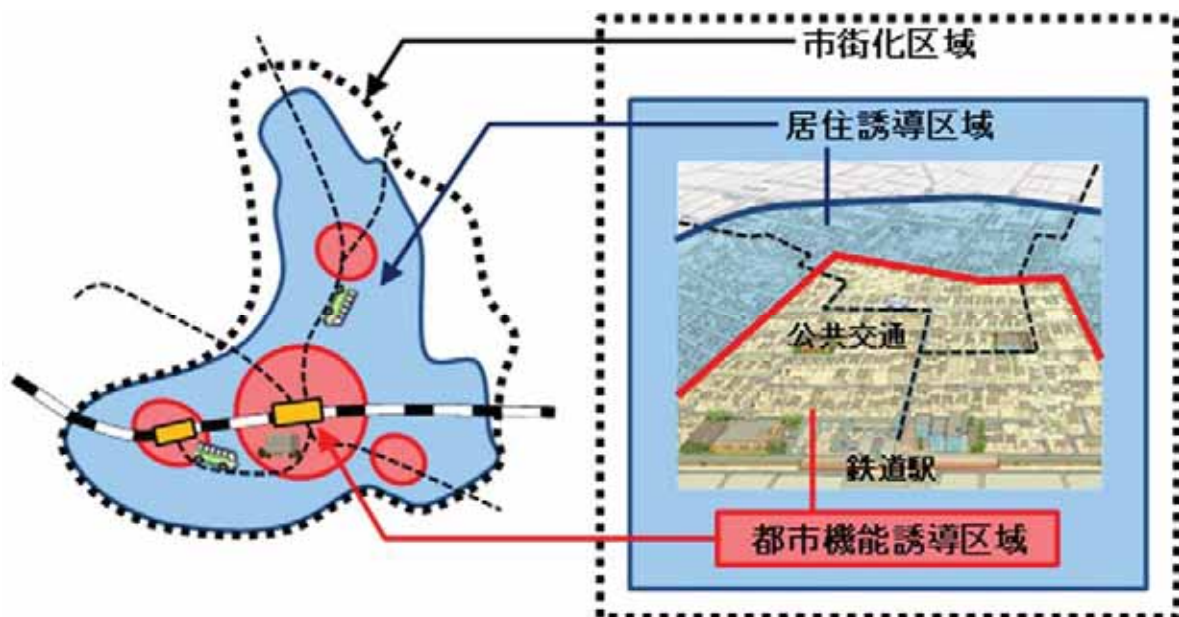 市街化区域
居住誘導区域
公共交通
鉄道駅
都市機能誘導区域